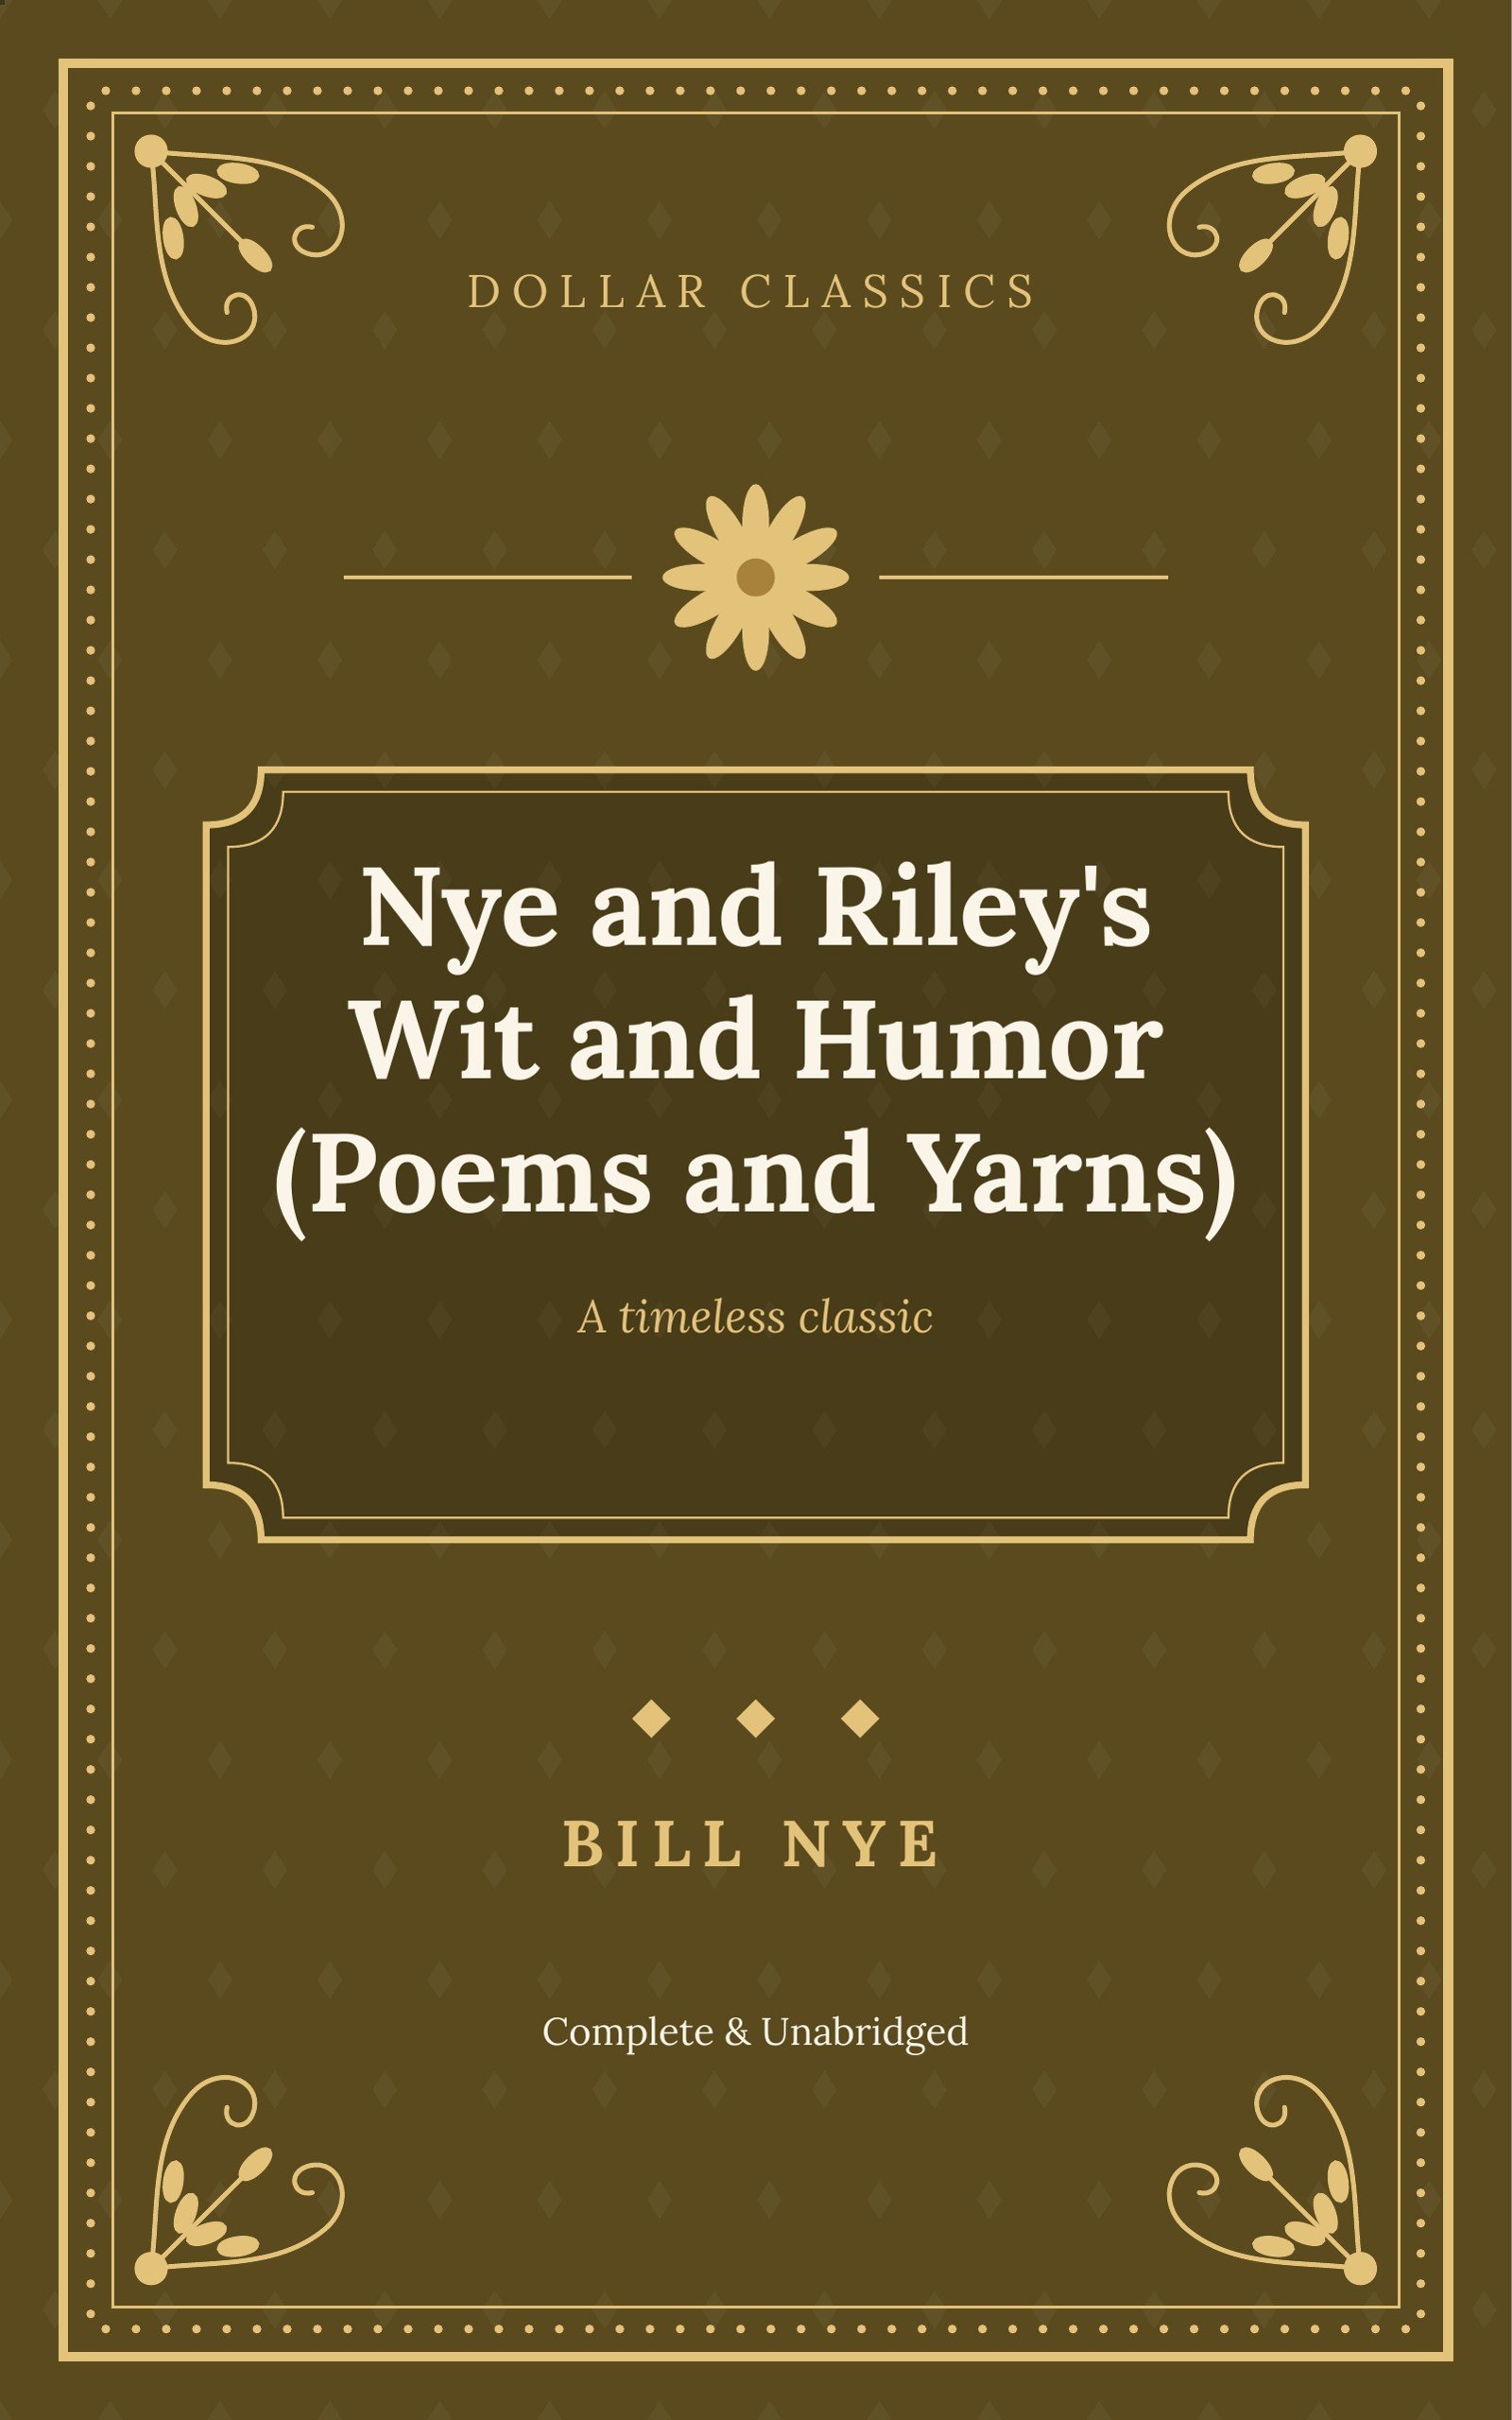 DOLLAR CLASSICS
Nye and Riley's
Wit and Humor
(Poems and Yarns)
A timeless classic
BILL NYE
Complete & Unabridged